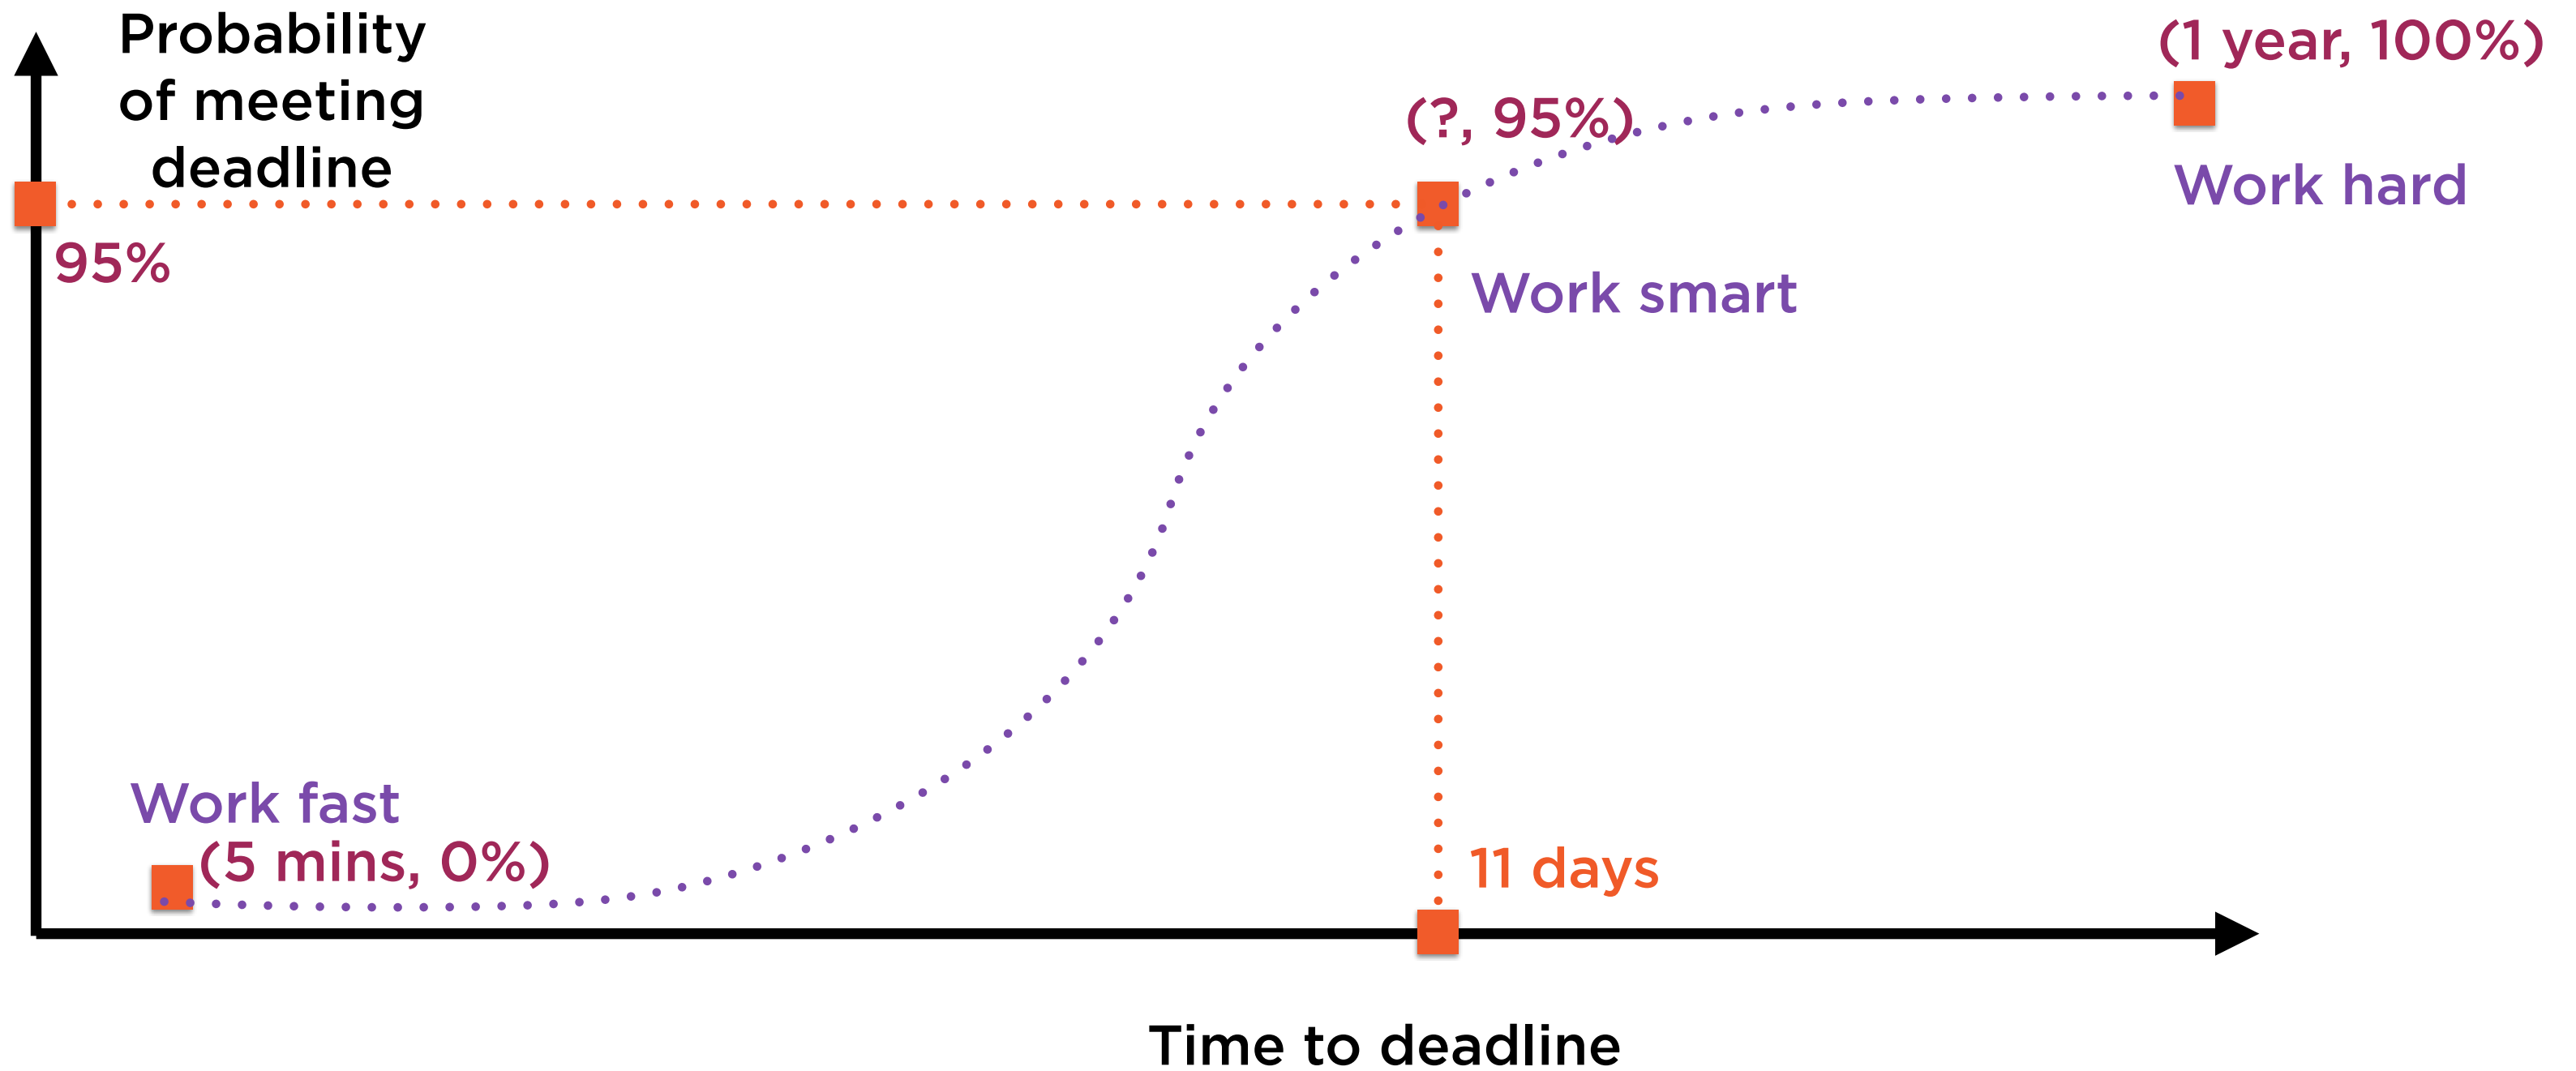 Probability
of meeting
deadline
(1 year, 100%)
(?, 95%)
Work hard
95%
Work smart
Work fast
(5 mins, 0%)
11 days
Time to deadline